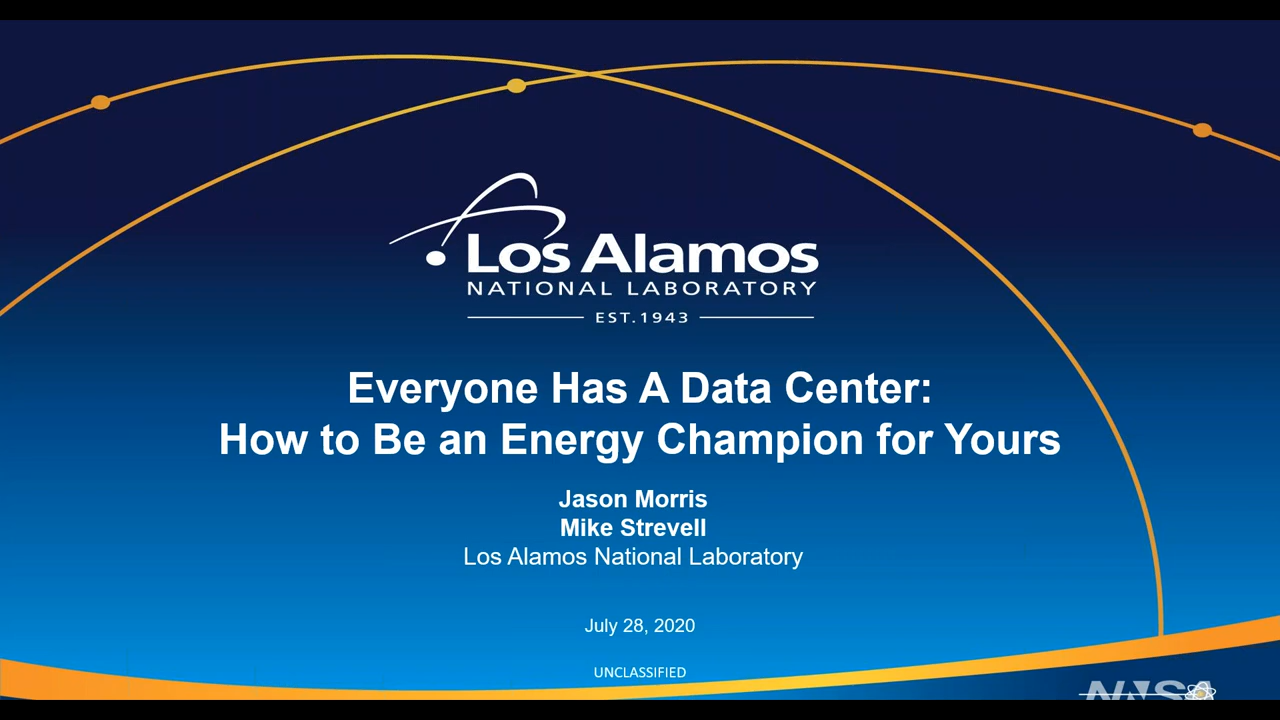 Los Alamos
NATIONAL LABORATORY
EST.1943
Everyone Has A Data Center:
How to Be an Energy Champion for Yours
Jason Morris
Mike Strevell
Los Alamos National Laboratory
July 28, 2020
UNCLASSIFIED
NNSA